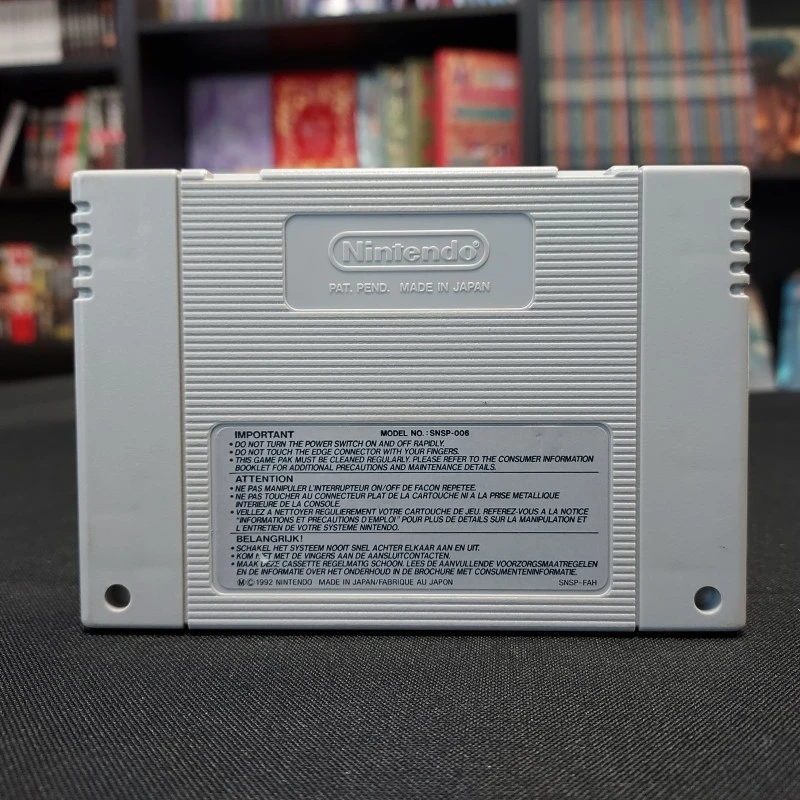 Nintendo®
PAT. PEND. MADE IN JAPAN
IMPORTANT MODEL NO. : SNSP-006
• DO NOT TURN THE POWER SWITCH ON AND OFF RAPIDLY.
• DO NOT TOUCH THE EDGE CONNECTOR WITH YOUR FINGERS.
• THIS GAME PAK MUST BE CLEANED REGULARLY. PLEASE REFER TO THE CONSUMER INFORMATION
BOOKLET FOR ADDITIONAL PRECAUTIONS AND MAINTENANCE DETAILS.
ATTENTION
• NE PAS MANIPULER L'INTERRUPTEUR ON/OFF DE FACON REPETEE.
• NE PAS TOUCHER AU CONNECTEUR PLAT DE LA CARTOUCHE NI A LA PRISE METALLIQUE
INTERIEURE DE LA CONSOLE.
• VEILLEZ A NETTOYER REGULIEREMENT VOTRE CARTOUCHE DE JEU. REFEREZ-VOUS A LA NOTICE
"INFORMATIONS ET PRECAUTIONS D'EMPLOI" POUR PLUS DE DETAILS SUR LA MANIPULATION ET
L'ENTRETIEN DE VOTRE SYSTEME NINTENDO.
BELANGRIJK!
• SCHAKEL HET SYSTEEM NOOIT SNEL ACHTER ELKAAR AAN EN UIT.
• KOM NIET MET DE VINGERS AAN DE AANSLUITCONTACTEN.
• MAAK DEZE CASSETTE REGELMATIG SCHOON. LEES DE AANVULLENDE VOORZORGSMAATREGELEN
EN DE INFORMATIE OVER HET ONDERHOUD IN DE BROCHURE MET CONSUMENTENINFORMATIE.
Ⓜ©1992 NINTENDO MADE IN JAPAN/FABRIQUE AU JAPON SNSP-FAH